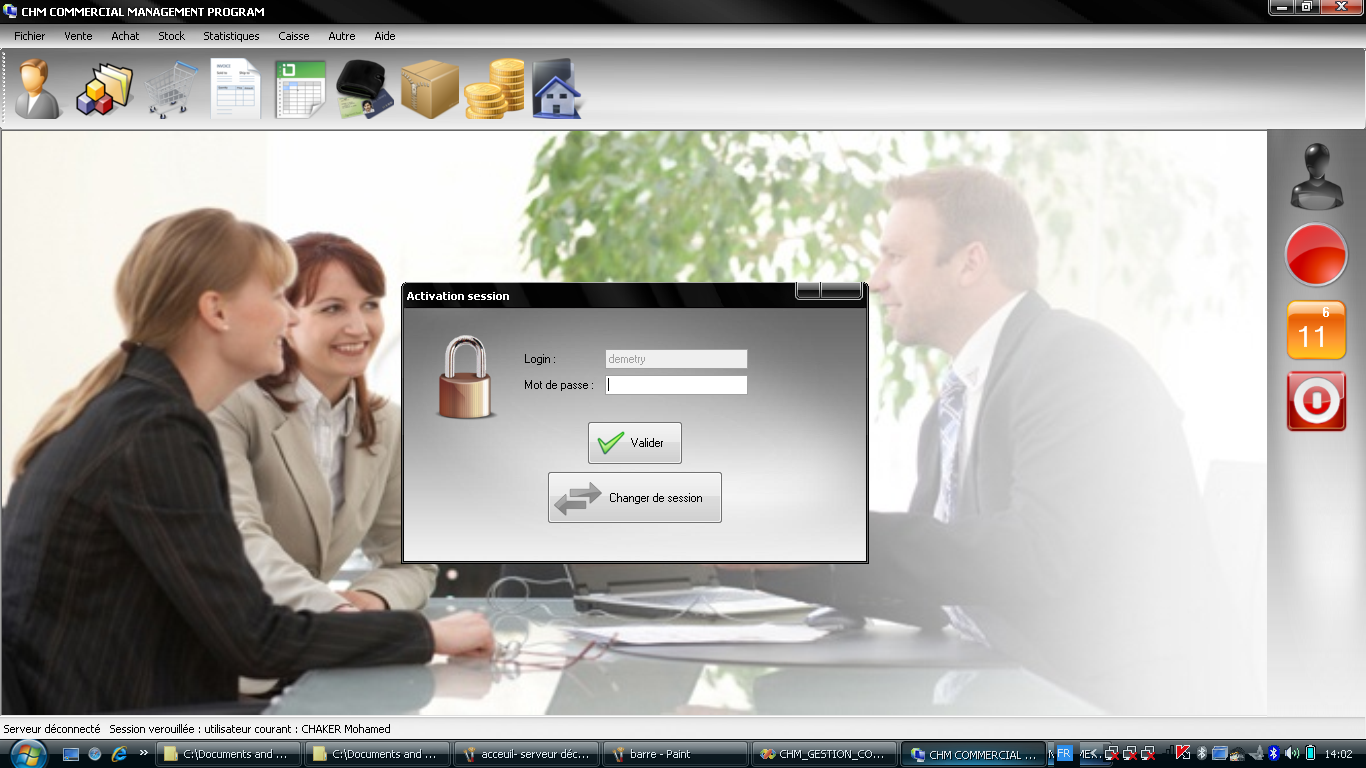 CHM COMMERCIAL MANAGEMENT PROGRAM
Fichier Vente Achat Stock Statistiques Caisse Autre Aide
INVOICE
6
11
Activation session
Login : demetry
Mot de passe :
Valider
Changer de session
Serveur déconnecté Session verouillée : utilisateur courant : CHAKER Mohamed
C:\Documents and ... C:\Documents and ... acceuil- serveur déc... barre - Paint CHM_GESTION_CO... CHM COMMERCIAL ... FR 14:02